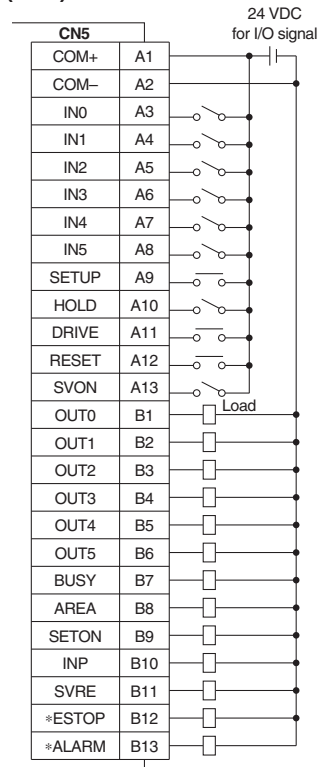 24 VDC
for I/O signal
CN5
COM+ A1
COM– A2
IN0 A3
IN1 A4
IN2 A5
IN3 A6
IN4 A7
IN5 A8
SETUP A9
HOLD A10
DRIVE A11
RESET A12
SVON A13
Load
OUT0 B1
OUT1 B2
OUT2 B3
OUT3 B4
OUT4 B5
OUT5 B6
BUSY B7
AREA B8
SETON B9
INP B10
SVRE B11
∗ESTOP B12
∗ALARM B13